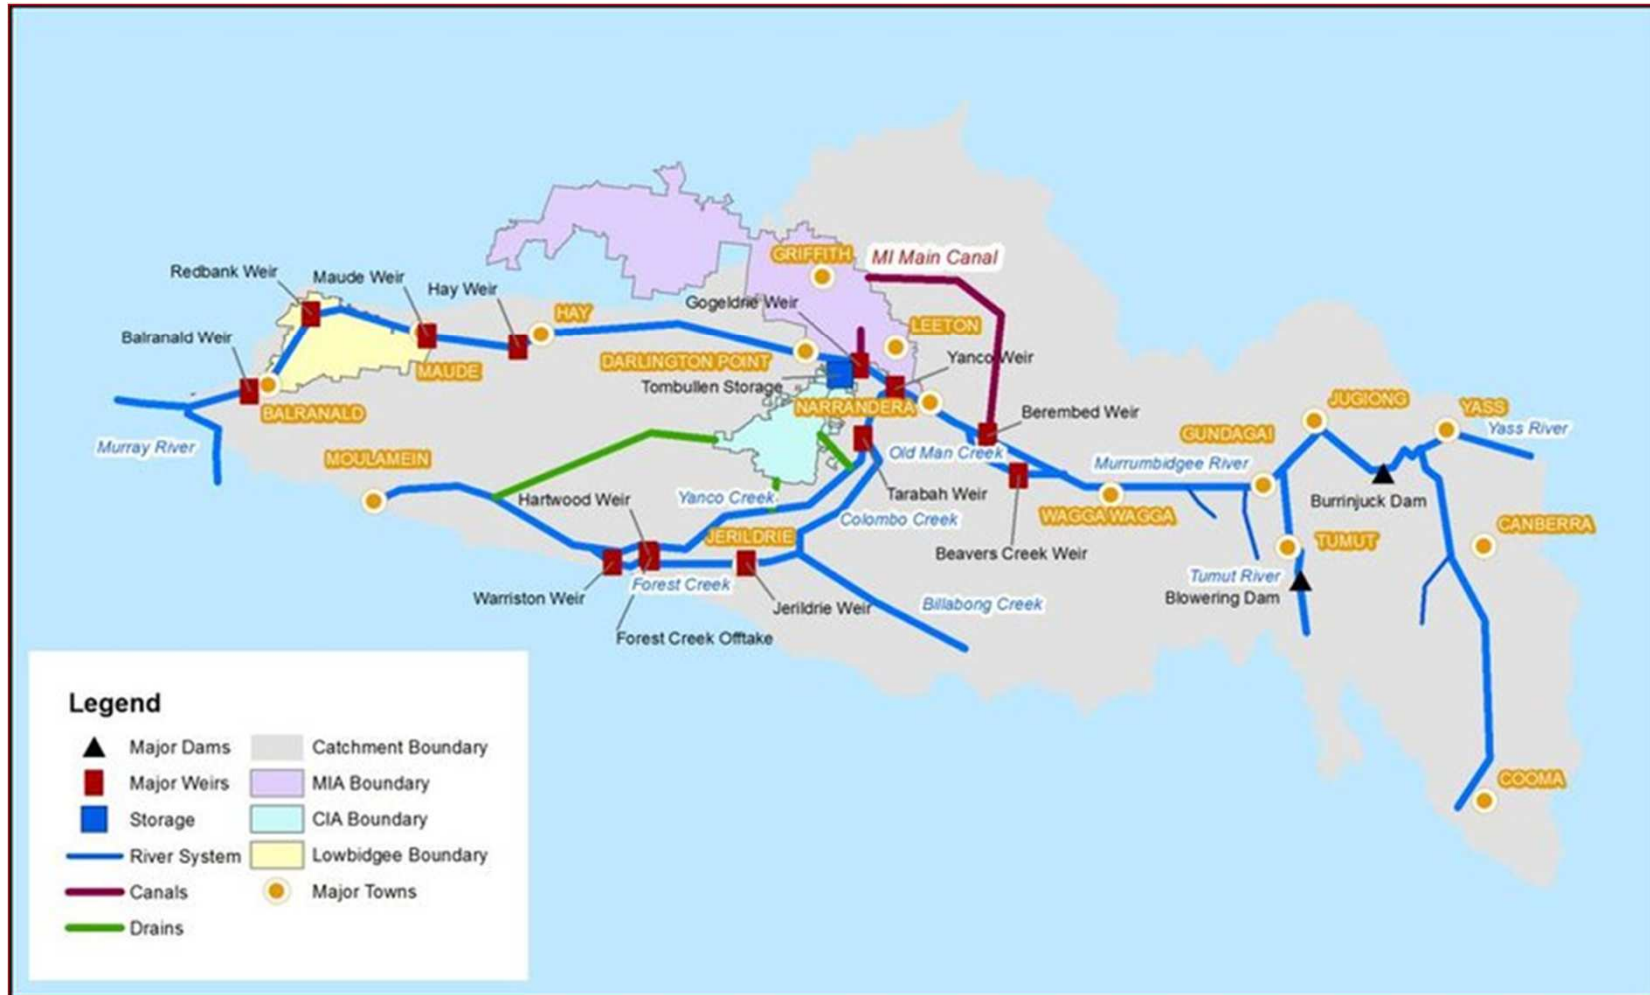 GRIFFITH
MI Main Canal
Redbank Weir
Maude Weir
Hay Weir
Gogeldrie Weir
HAY
LEETON
Balranald Weir
DARLINGTON POINT
Yanco Weir
MAUDE
Tombullen Storage
JUGIONG
BALRANALD
NARRANDERA
Berembed Weir
YASS
Yass River
GUNDAGAI
Murray River
MOULAMEIN
Old Man Creek
Murrumbidgee River
Hartwood Weir
Yanco Creek
Tarabah Weir
Burrinjuck Dam
WAGGA WAGGA
Colombo Creek
CANBERRA
JERILDRIE
Beavers Creek Weir
TUMUT
Tumut River
Forest Creek
Warriston Weir
Blowering Dam
Jerildrie Weir
Billabong Creek
Forest Creek Offtake
COOMA
Legend
Major Dams
Major Weirs
Storage
River System
Canals
Drains
Catchment Boundary
MIA Boundary
CIA Boundary
Lowbidgee Boundary
Major Towns